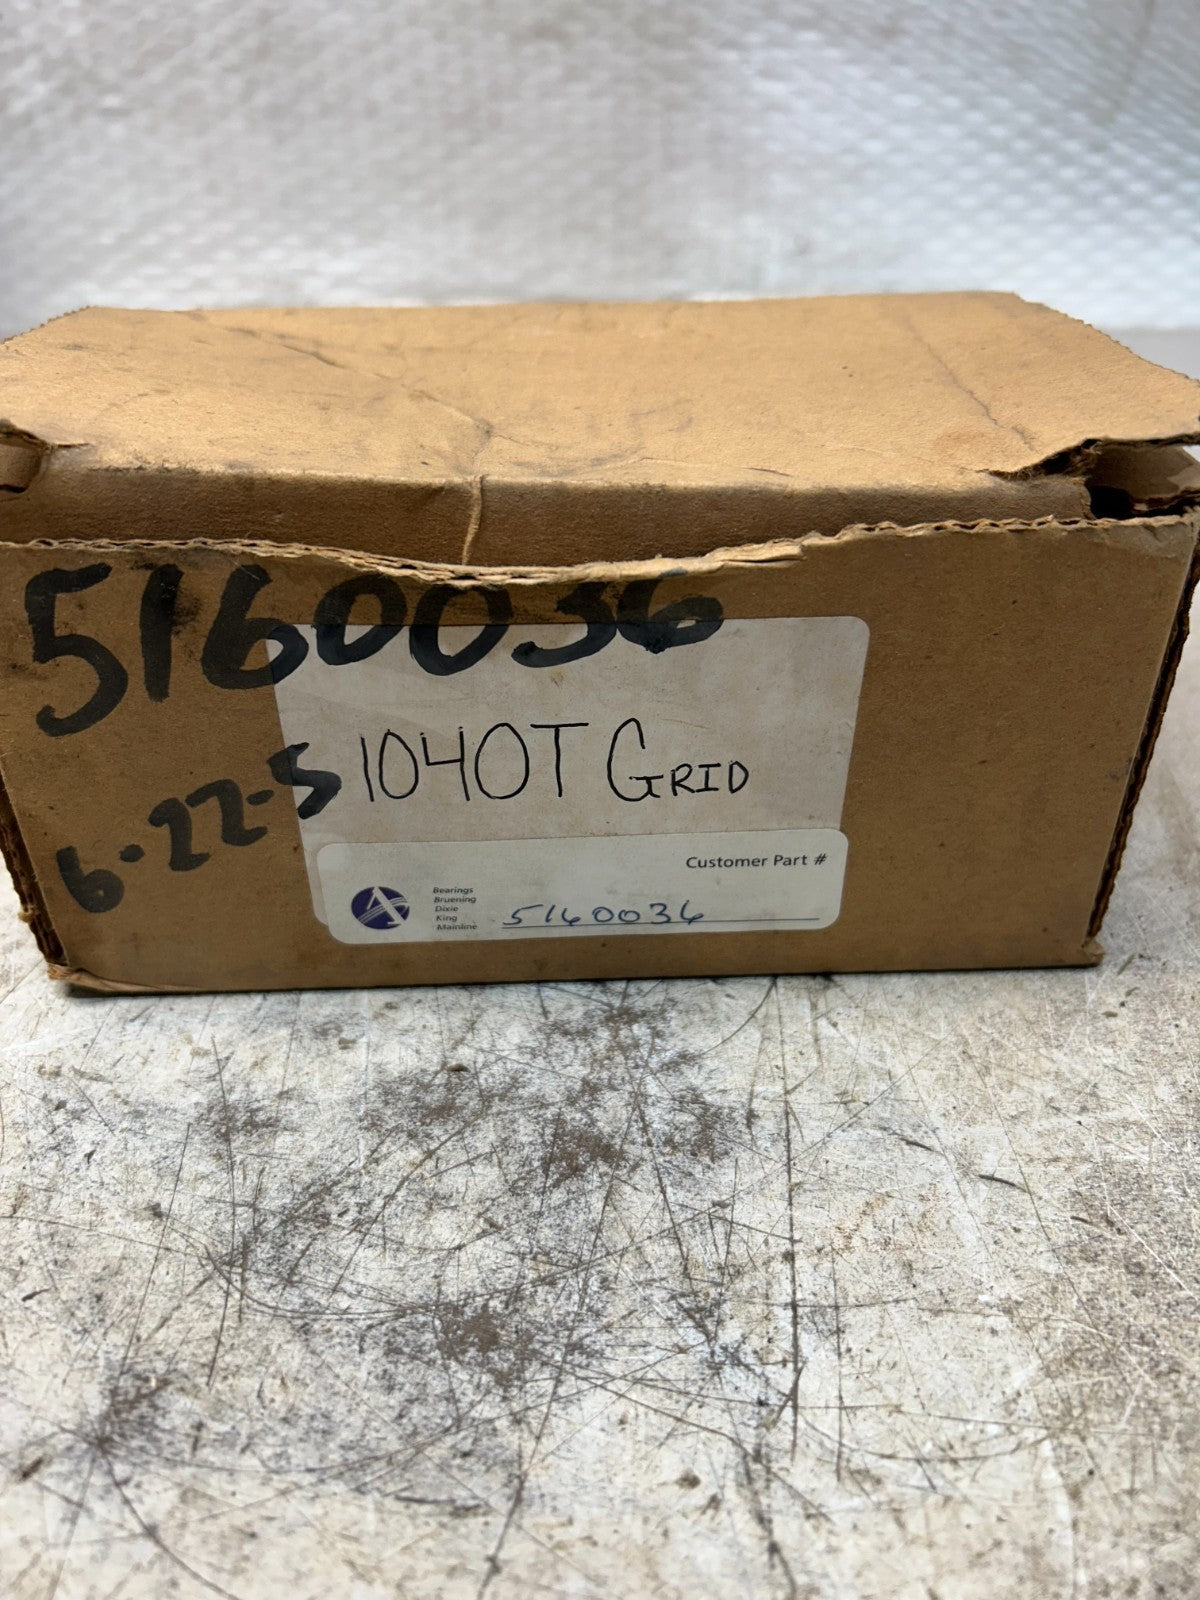 5160036
1040T GRID
6-22-5
Customer Part #
Bearings
Bruening
Dixie
King
Mainline
5160036